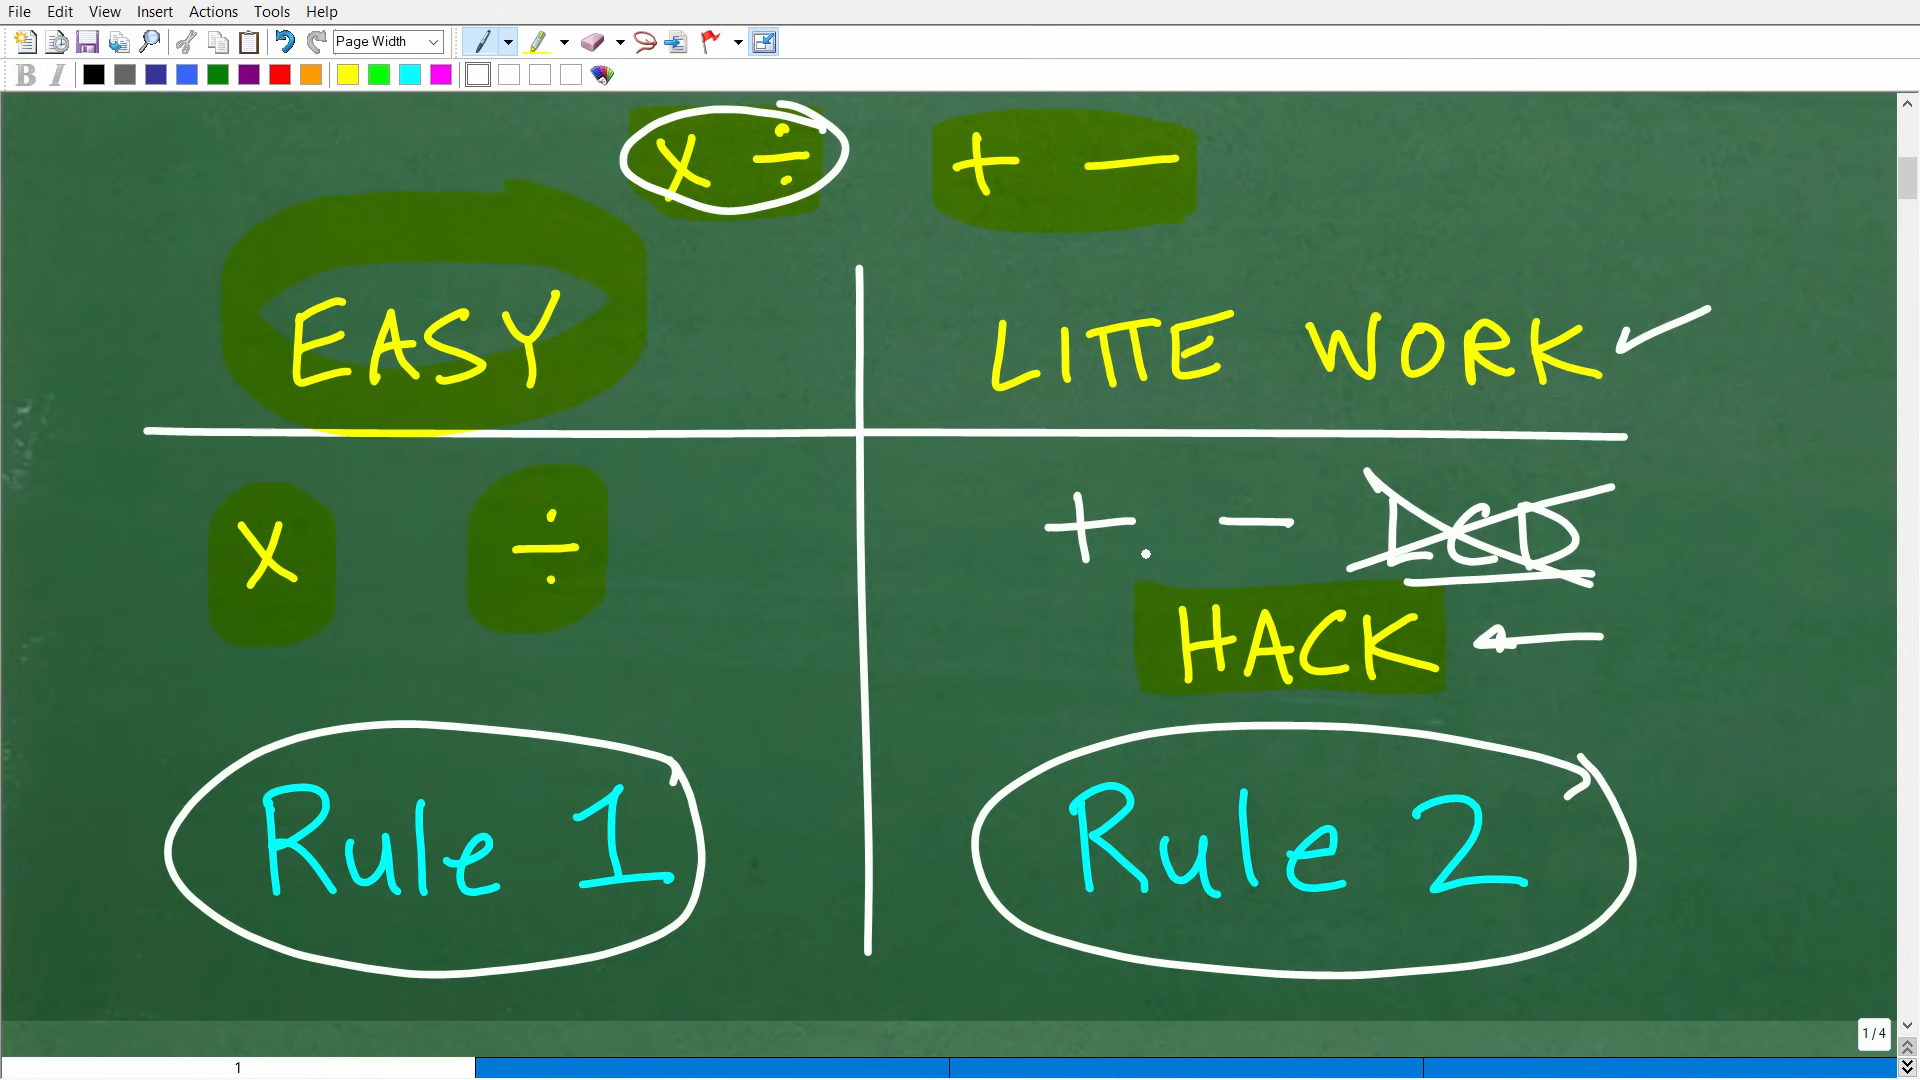 File Edit View Insert Actions Tools Help
Page Width
B I
x ÷ + −
EASY LITTE WORK
x ÷ + − LCD
HACK
Rule 1 Rule 2
1 / 4
1